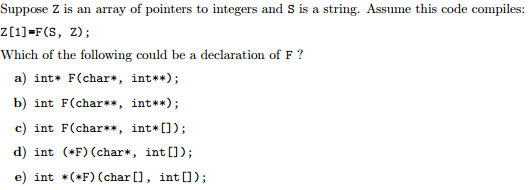 Suppose Z is an array of pointers to integers and S is a string. Assume this code compiles:
Z[1]=F(S, Z);
Which of the following could be a declaration of F ?
a) int* F(char*, int**);
b) int F(char**, int**);
c) int F(char**, int*[]);
d) int (*F)(char*, int[]);
e) int *(*F)(char[], int[]);